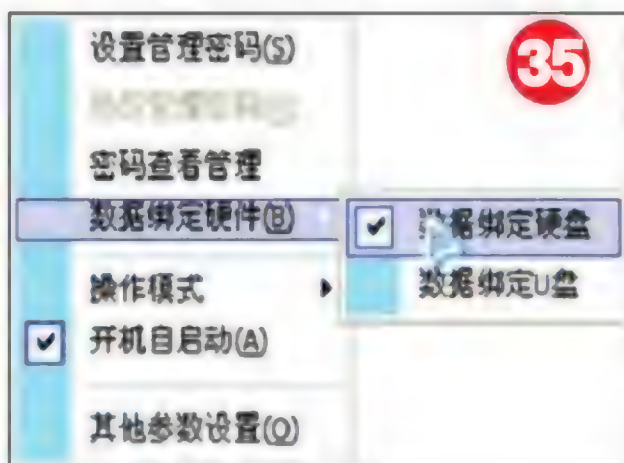 设置管理密码(S)
35
密码查看管理
数据绑定硬件(B)
数据绑定硬盘
操作模式
数据绑定U盘
开机自启动(A)
其他参数设置(O)